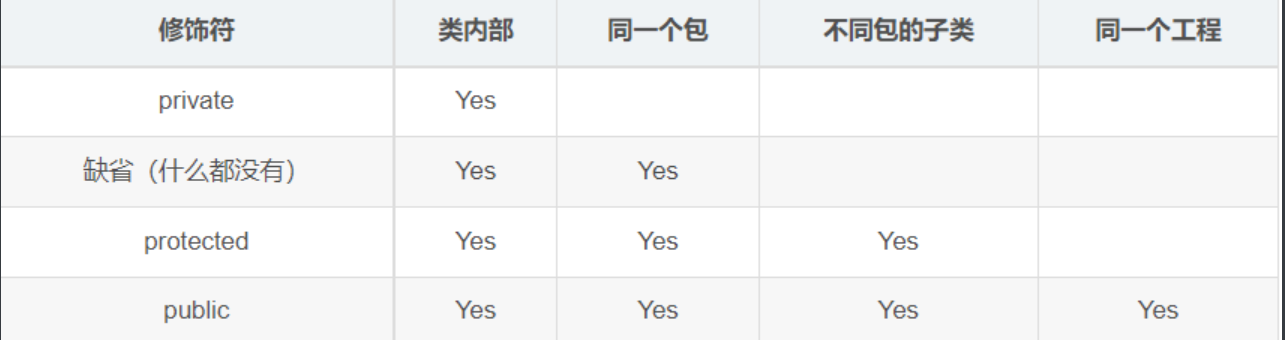 修饰符 类内部 同一个包 不同包的子类 同一个工程
private Yes
缺省（什么都没有） Yes Yes
protected Yes Yes Yes
public Yes Yes Yes Yes